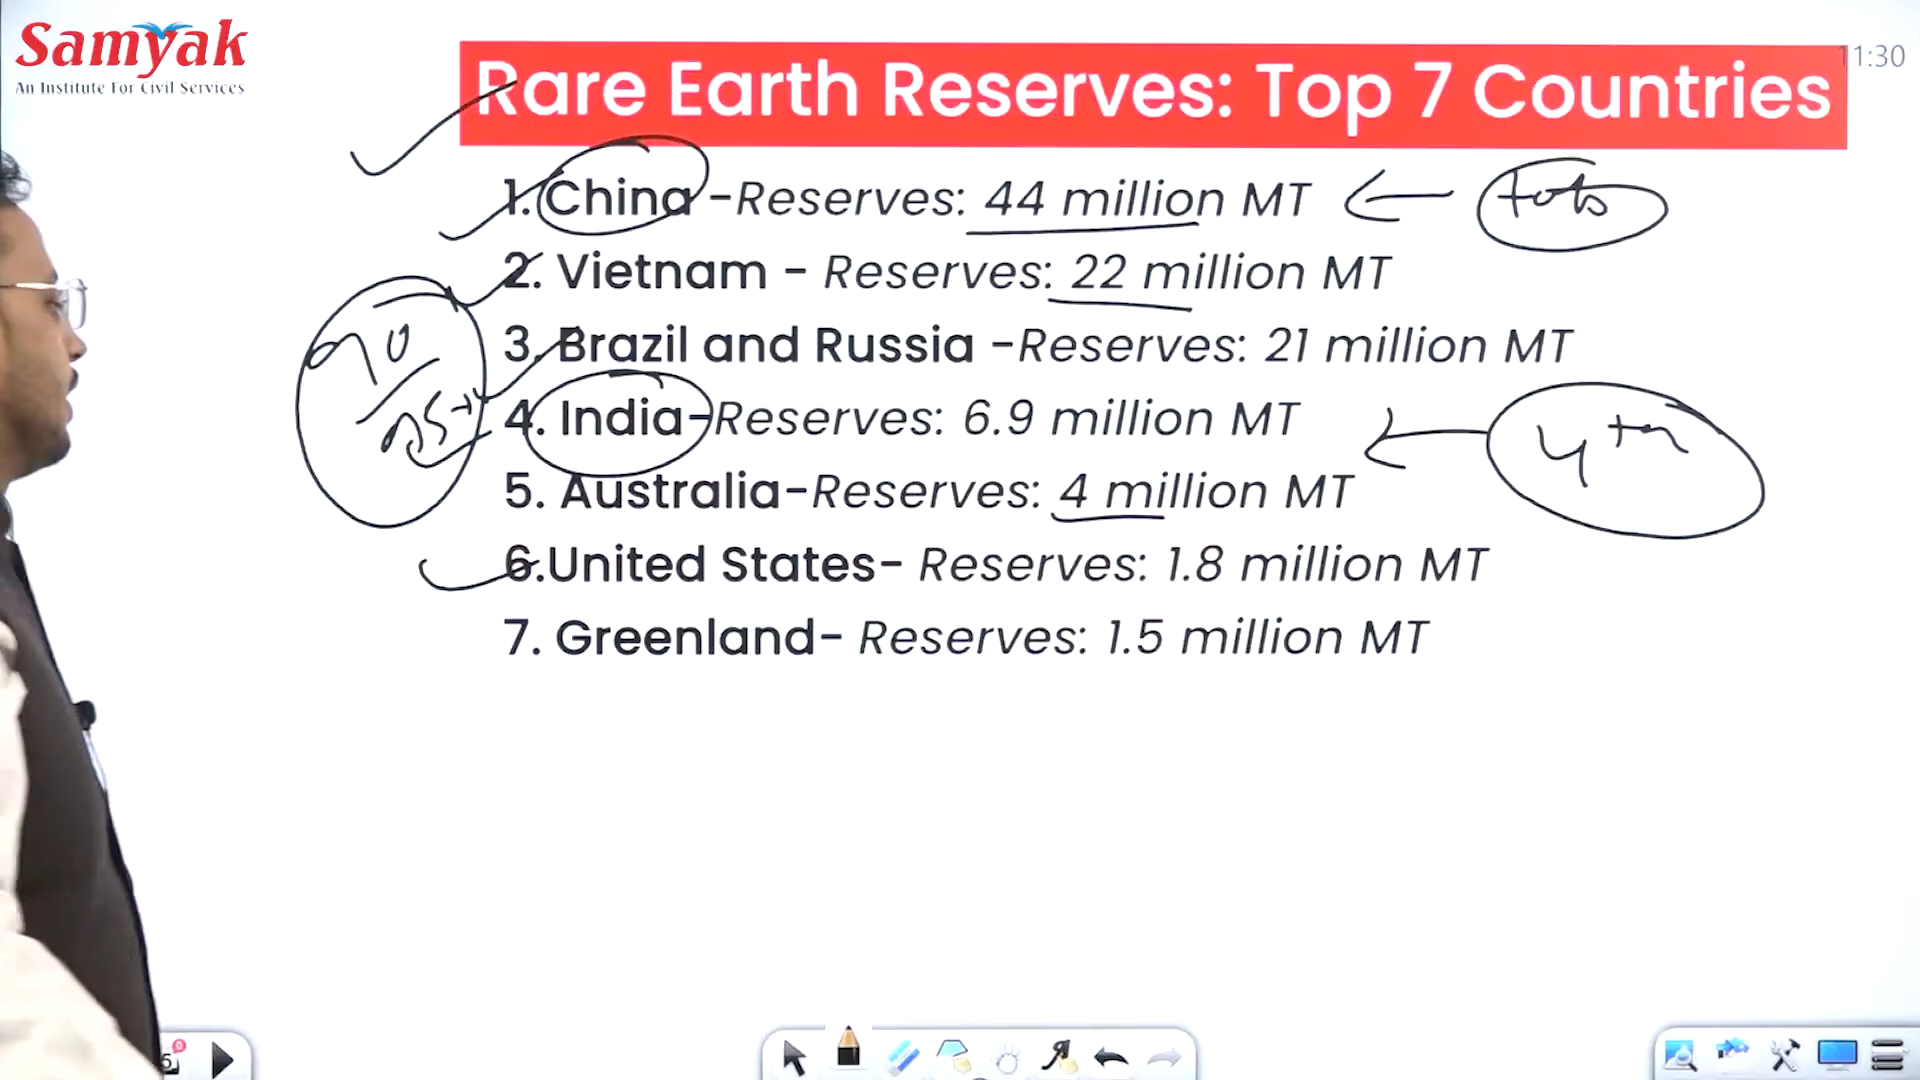 Samyak
An Institute For Civil Services
11:30
Rare Earth Reserves: Top 7 Countries
1. China -Reserves: 44 million MT
2. Vietnam - Reserves: 22 million MT
3. Brazil and Russia -Reserves: 21 million MT
90
95
4. India-Reserves: 6.9 million MT
4th
5. Australia-Reserves: 4 million MT
6.United States- Reserves: 1.8 million MT
7. Greenland- Reserves: 1.5 million MT